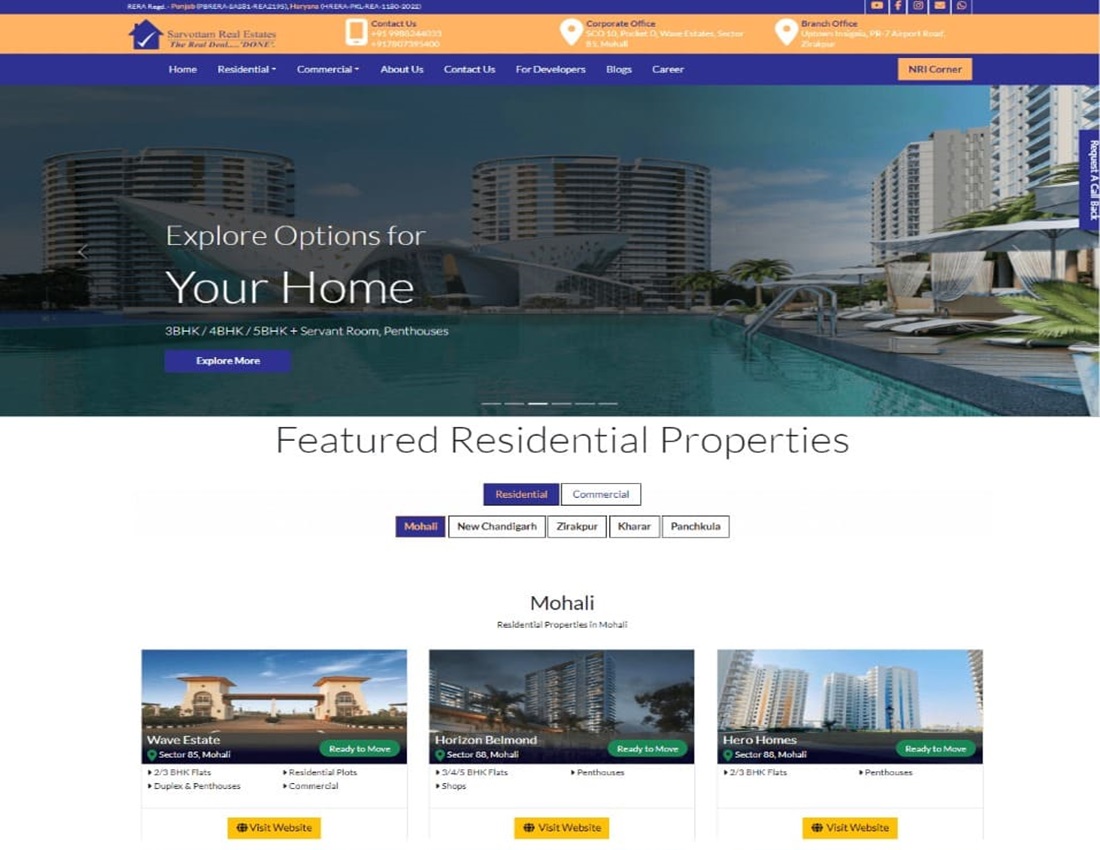 RERA Regd. - Punjab (PBRERA-SAS81-REA2195), Haryana (HRERA-PKL-REA-1180-2022)
Sarvottam Real Estates
The Real Deal.....'DONE'.
Contact Us
Corporate Office
SCO 10, Pocket D, Wave Estates, Sector
85, Mohali
Branch Office
Uptown Insignia, PR-7 Airport Road,
Zirakpur
Home Residential Commercial About Us Contact Us For Developers Blogs Career NRI Corner
Request A Call Back
Explore Options for
Your Home
3BHK / 4BHK / 5BHK + Servant Room, Penthouses
Explore More
Featured Residential Properties
Residential Commercial
Mohali New Chandigarh Zirakpur Kharar Panchkula
Mohali
Residential Properties in Mohali
Wave Estate
Sector 85, Mohali
Ready to Move
2/3 BHK Flats Residential Plots
Duplex & Penthouses Commercial
Visit Website
Horizon Belmond
Sector 88, Mohali
Ready to Move
3/4/5 BHK Flats Penthouses
Shops
Visit Website
Hero Homes
Sector 88, Mohali
Ready to Move
2/3 BHK Flats Penthouses
Visit Website